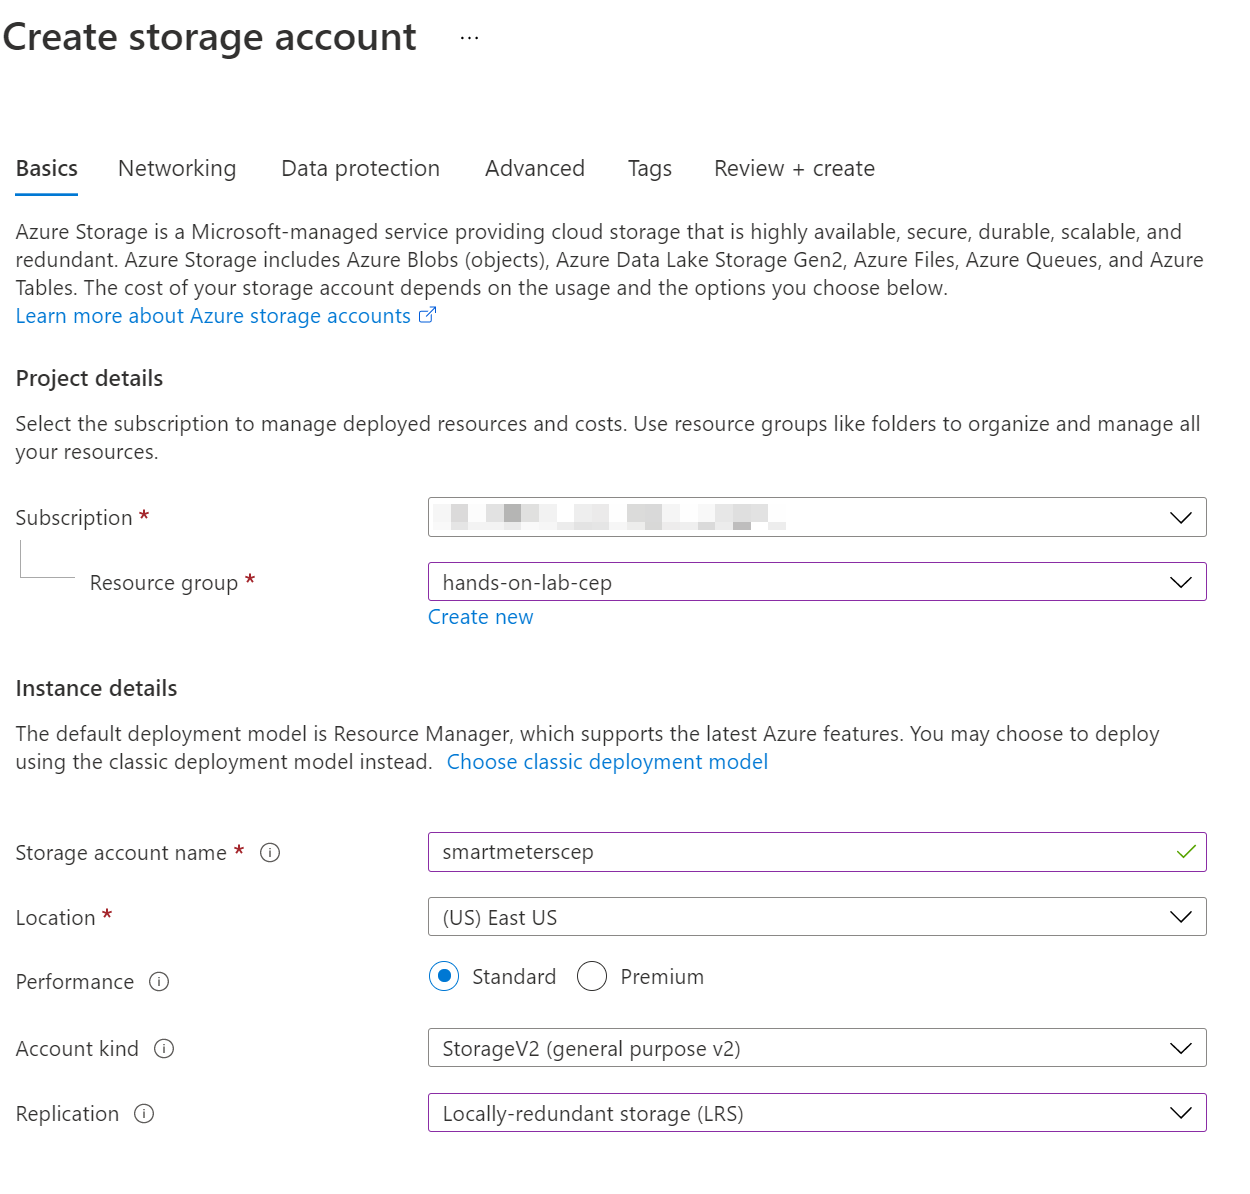 Create storage account ...
Basics Networking Data protection Advanced Tags Review + create
Azure Storage is a Microsoft-managed service providing cloud storage that is highly available, secure, durable, scalable, and
redundant. Azure Storage includes Azure Blobs (objects), Azure Data Lake Storage Gen2, Azure Files, Azure Queues, and Azure
Tables. The cost of your storage account depends on the usage and the options you choose below.
Learn more about Azure storage accounts
Project details
Select the subscription to manage deployed resources and costs. Use resource groups like folders to organize and manage all
your resources.
Subscription *
Resource group * hands-on-lab-cep
Create new
Instance details
The default deployment model is Resource Manager, which supports the latest Azure features. You may choose to deploy
using the classic deployment model instead. Choose classic deployment model
Storage account name * smartmeterscep
Location * (US) East US
Performance Standard Premium
Account kind StorageV2 (general purpose v2)
Replication Locally-redundant storage (LRS)